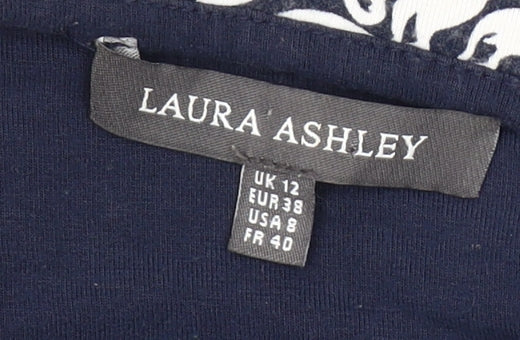 LAURA ASHLEY
UK 12
EUR 38
USA 8
FR 40